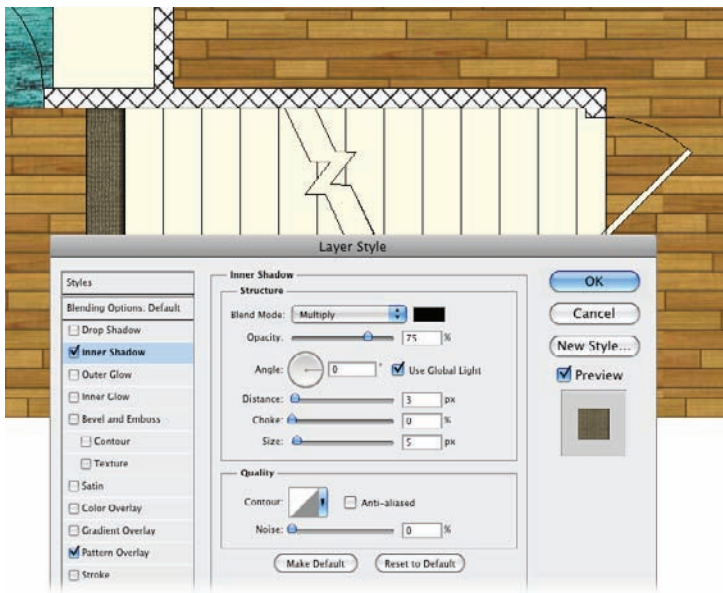 Layer Style
Styles
Blending Options: Default
Drop Shadow
Inner Shadow
Outer Glow
Inner Glow
Bevel and Emboss
Contour
Texture
Satin
Color Overlay
Gradient Overlay
Pattern Overlay
Stroke
Inner Shadow
Structure
Blend Mode: Multiply
Opacity: 75 %
Angle: 0 ° Use Global Light
Distance: 3 px
Choke: 0 %
Size: 5 px
Quality
Contour: Anti-aliased
Noise: 0 %
Make Default Reset to Default
OK
Cancel
New Style...
Preview